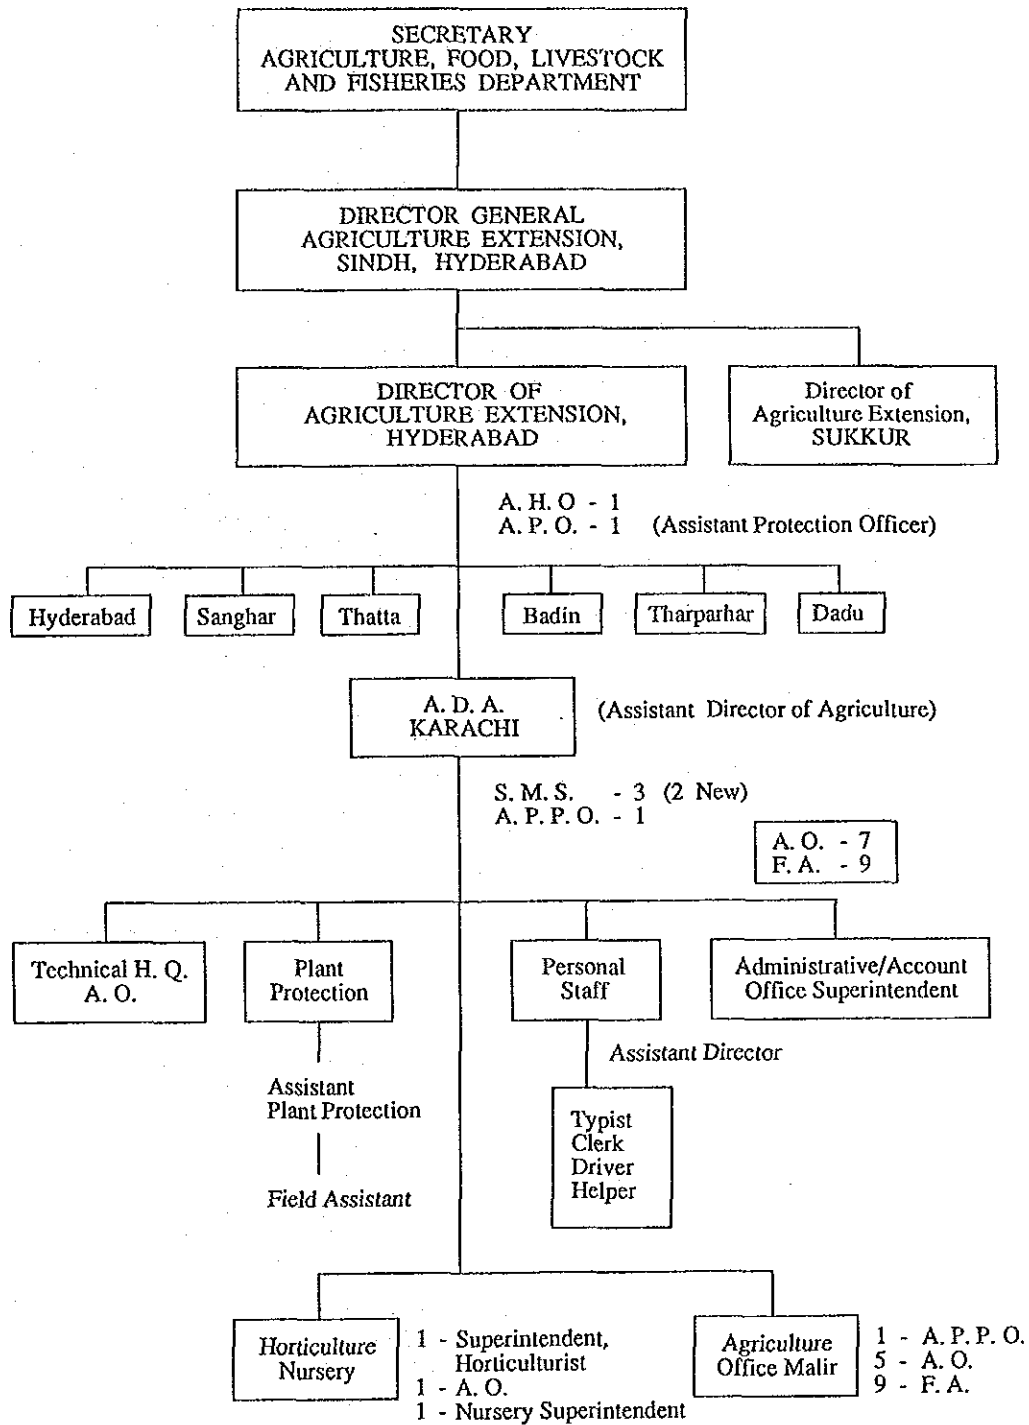 SECRETARY
AGRICULTURE, FOOD, LIVESTOCK
AND FISHERIES DEPARTMENT
DIRECTOR GENERAL
AGRICULTURE EXTENSION,
SINDH, HYDERABAD
DIRECTOR OF
AGRICULTURE EXTENSION,
HYDERABAD
Director of
Agriculture Extension,
SUKKUR
A. H. O - 1
A. P. O. - 1 (Assistant Protection Officer)
Hyderabad
Sanghar
Thatta
Badin
Tharparhar
Dadu
A. D. A.
KARACHI
(Assistant Director of Agriculture)
S. M. S. - 3 (2 New)
A. P. P. O. - 1
A. O. - 7
F. A. - 9
Technical H. Q.
A. O.
Plant
Protection
Personal
Staff
Administrative/Account
Office Superintendent
Assistant
Plant Protection
Field Assistant
Assistant Director
Typist
Clerk
Driver
Helper
Horticulture
Nursery
1 - Superintendent,
Horticulturist
1 - A. O.
1 - Nursery Superintendent
Agriculture
Office Malir
1 - A. P. P. O.
5 - A. O.
9 - F. A.